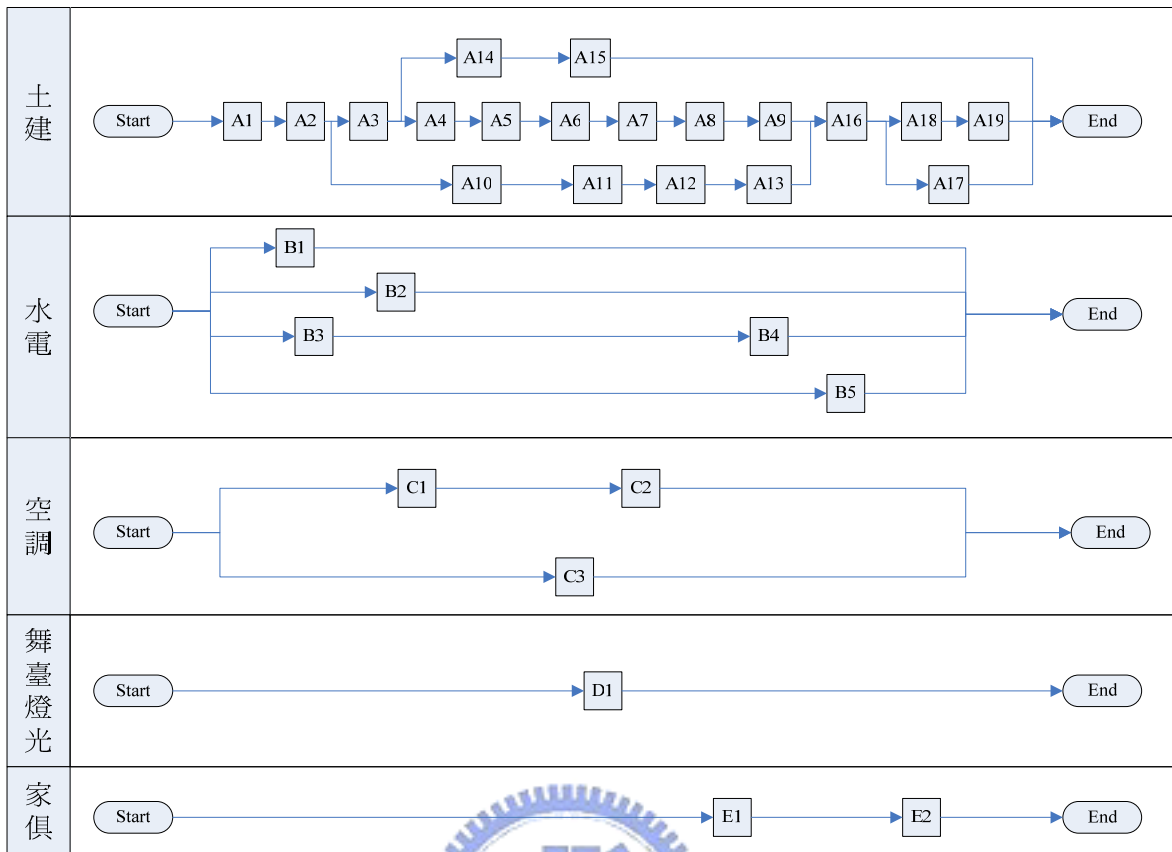 土建
Start
A14
A15
A1
A2
A3
A4
A5
A6
A7
A8
A9
A16
A18
A19
End
A10
A11
A12
A13
A17
水電
Start
B1
B2
B3
B4
B5
End
空調
Start
C1
C2
C3
End
舞臺燈光
Start
D1
End
家俱
Start
E1
E2
End